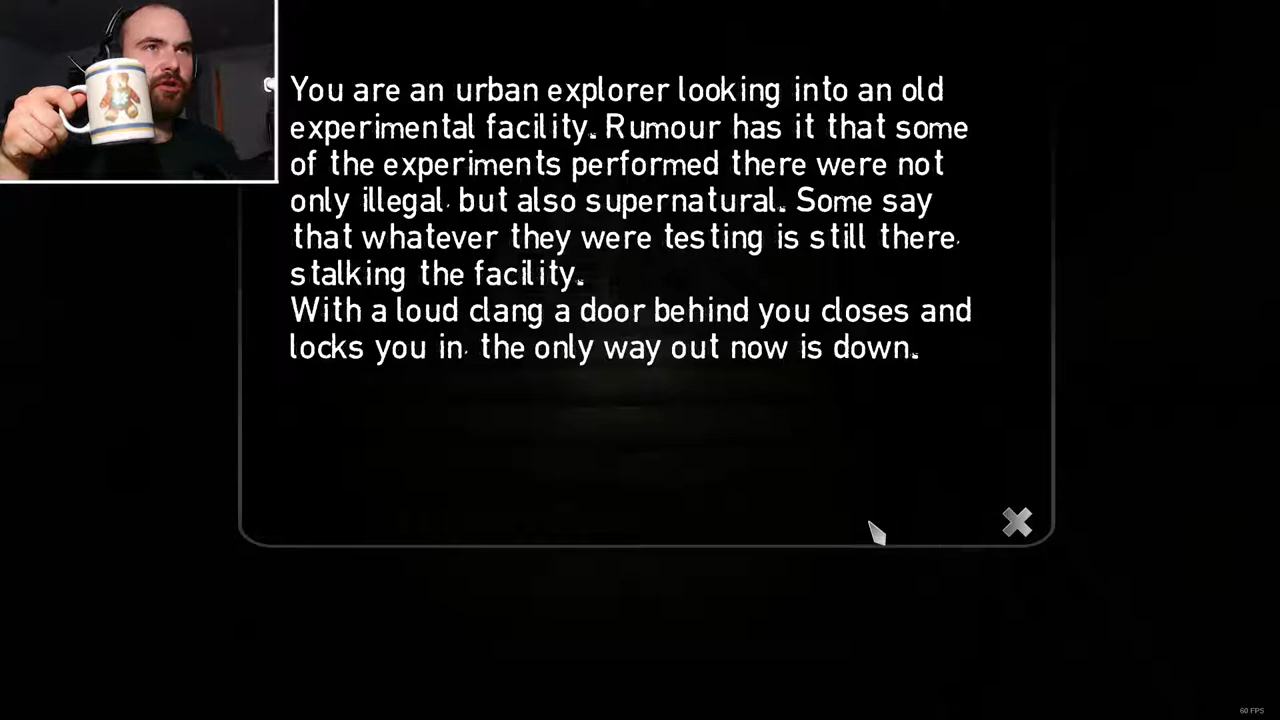 You are an urban explorer looking into an old
experimental facility. Rumour has it that some
of the experiments performed there were not
only illegal, but also supernatural. Some say
that whatever they were testing is still there,
stalking the facility.
With a loud clang a door behind you closes and
locks you in, the only way out now is down.
60 FPS